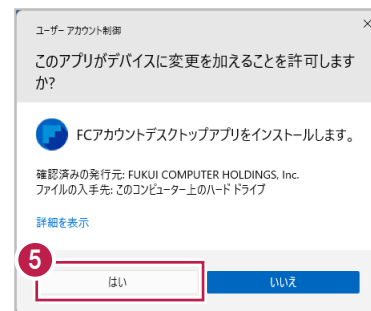 ユーザー アカウント制御
×
このアプリがデバイスに変更を加えることを許可します
か?
FCアカウントデスクトップアプリをインストールします。
確認済みの発行元: FUKUI COMPUTER HOLDINGS, Inc.
ファイルの入手先: このコンピューター上のハード ドライブ
詳細を表示
5
はい
いいえ